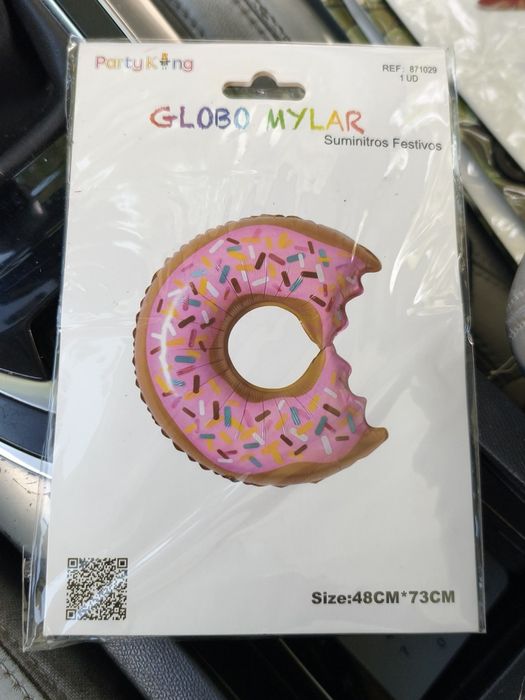 Party King
REF: 871029
1 UD
GLOBO MYLAR
Suminitros Festivos
Size:48CM*73CM